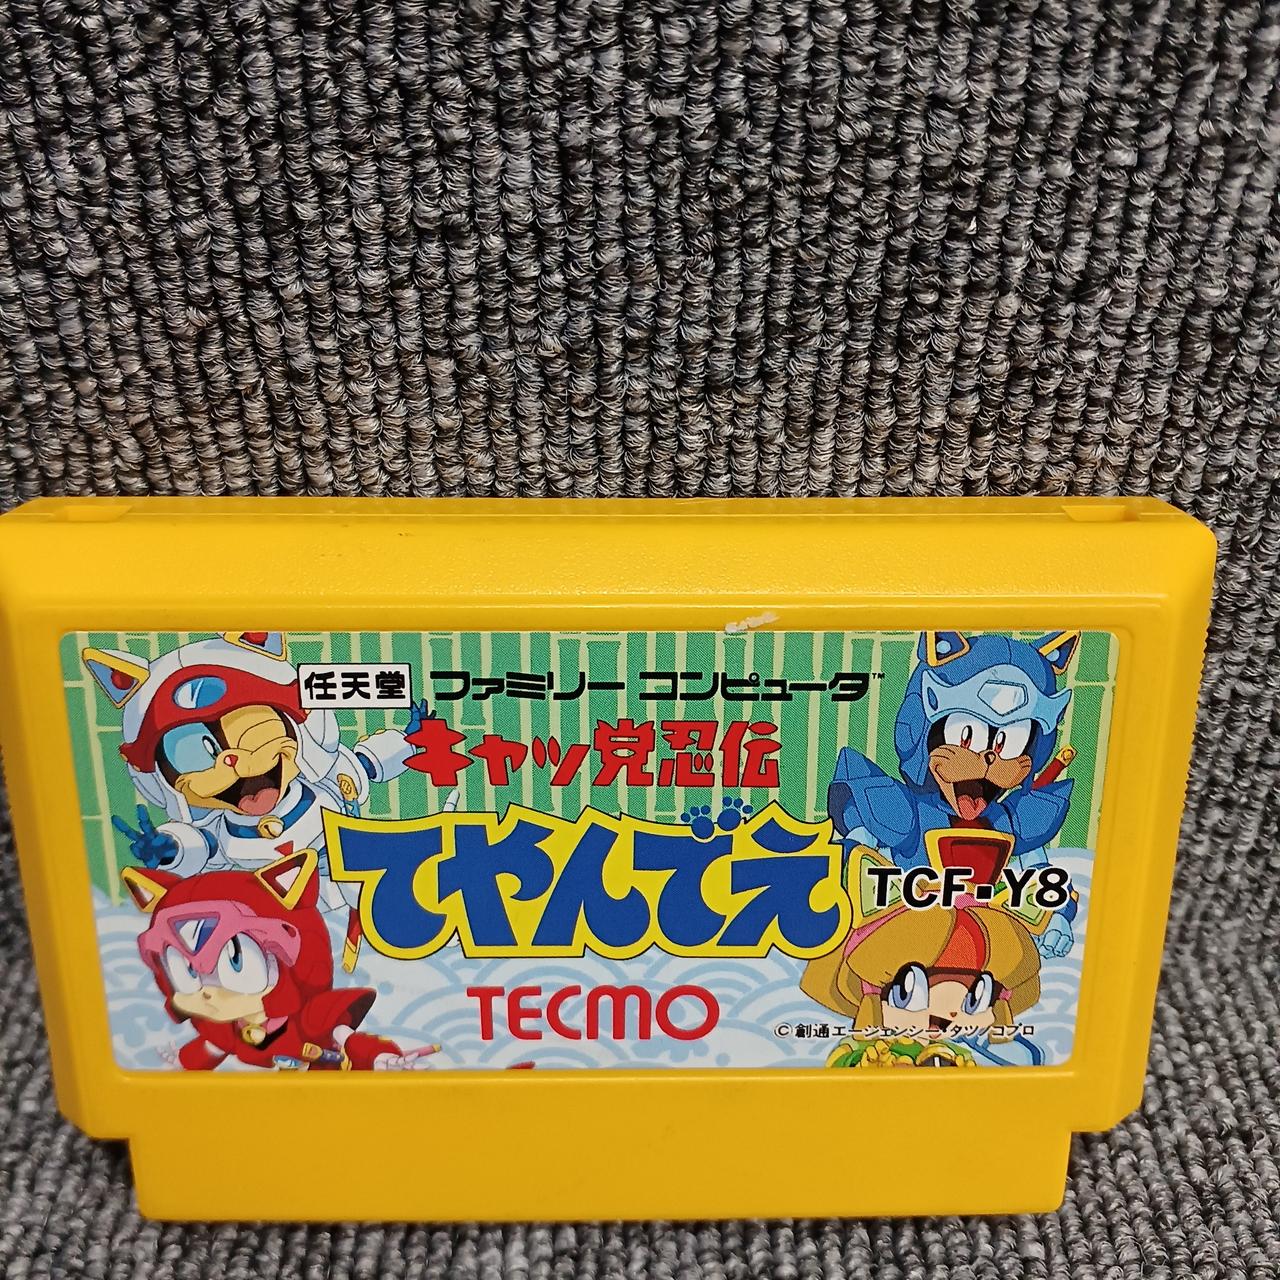 任天堂 ファミリー コンピュータ™
キャッ党忍伝
てやんでえ
TCF-Y8
TECMO
©創通エージェンシー・タツノコプロ